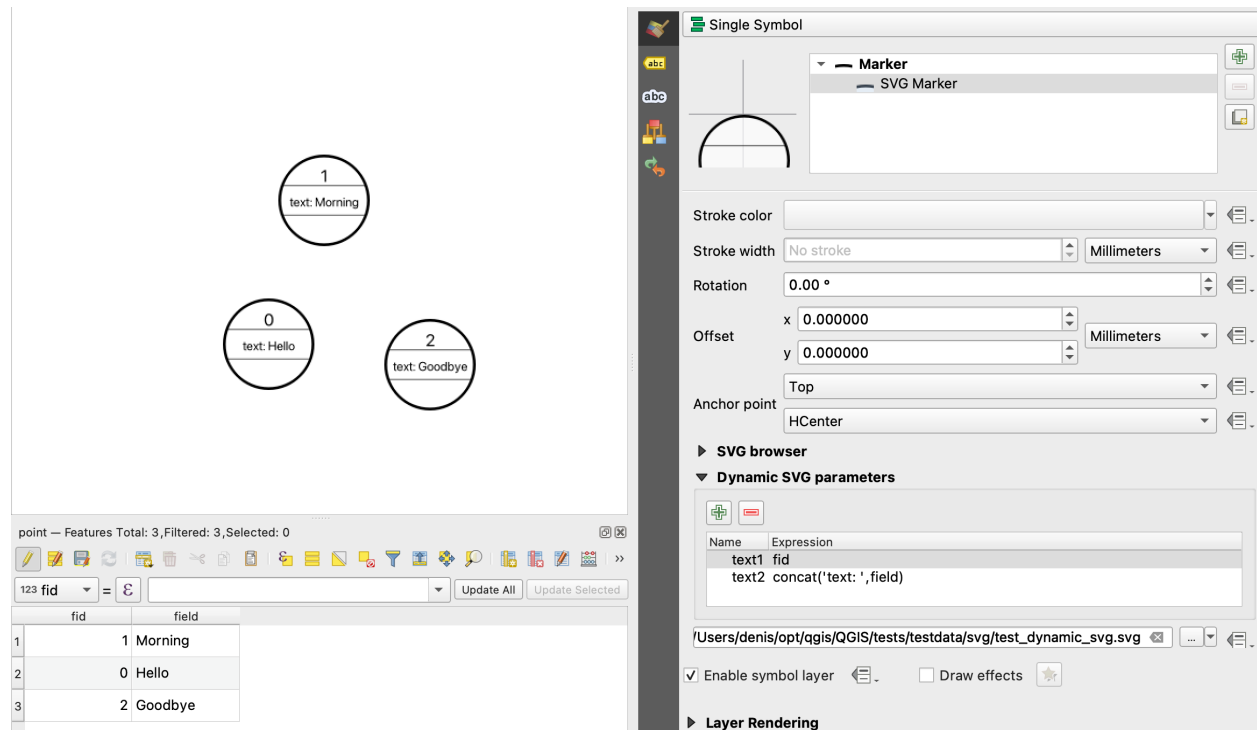 1
text: Morning
0
text: Hello
2
text: Goodbye
point — Features Total: 3,Filtered: 3,Selected: 0
123 fid = ε Update All Update Selected
fid field
1 1 Morning
2 0 Hello
3 2 Goodbye
abc
abc
Single Symbol
Marker
SVG Marker
Stroke color
Stroke width No stroke Millimeters
Rotation 0.00 °
Offset x 0.000000 Millimeters
y 0.000000
Anchor point Top
HCenter
SVG browser
Dynamic SVG parameters
Name Expression
text1 fid
text2 concat('text: ',field)
/Users/denis/opt/qgis/QGIS/tests/testdata/svg/test_dynamic_svg.svg ...
Enable symbol layer Draw effects
Layer Rendering